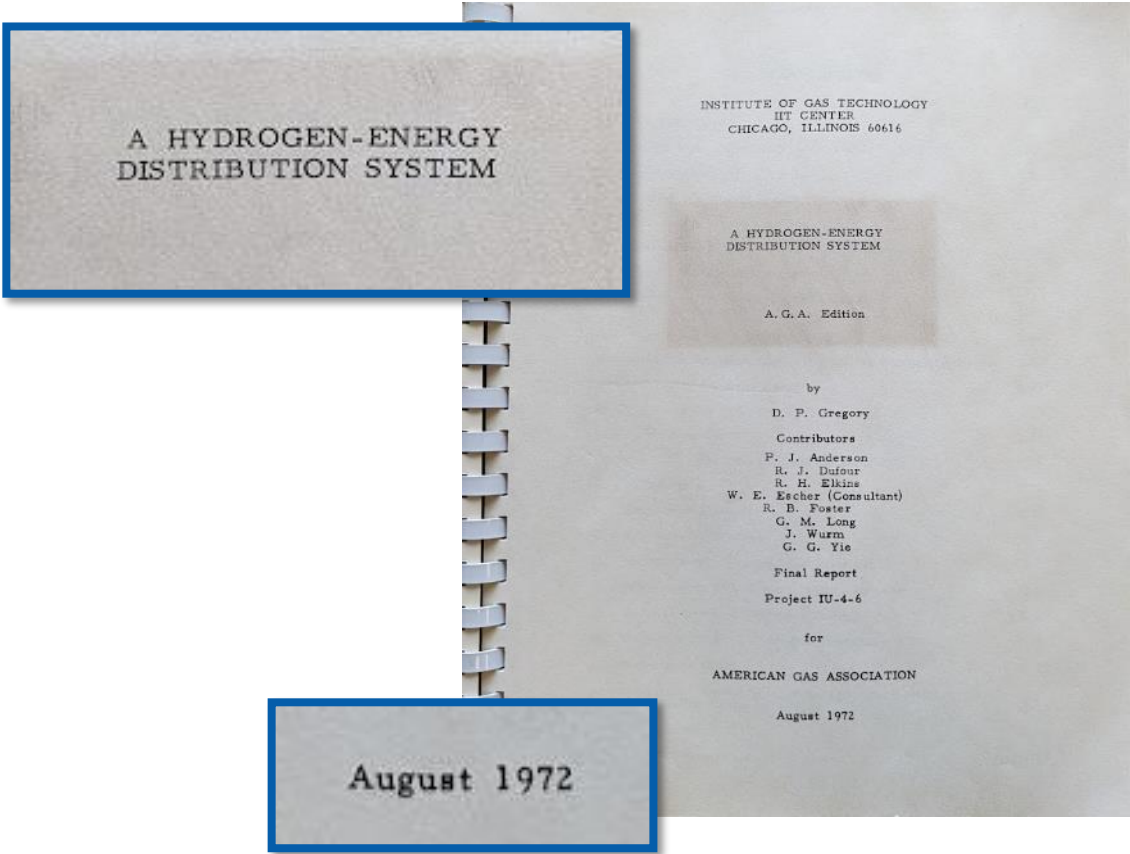 A HYDROGEN-ENERGY
DISTRIBUTION SYSTEM
INSTITUTE OF GAS TECHNOLOGY
IIT CENTER
CHICAGO, ILLINOIS 60616
A HYDROGEN-ENERGY
DISTRIBUTION SYSTEM
A. G. A. Edition
by
D. P. Gregory
Contributors
P. J. Anderson
R. J. Dufour
R. H. Elkins
W. E. Escher (Consultant)
R. B. Foster
G. M. Long
J. Wurm
G. G. Yie
Final Report
Project IU-4-6
for
AMERICAN GAS ASSOCIATION
August 1972
August 1972